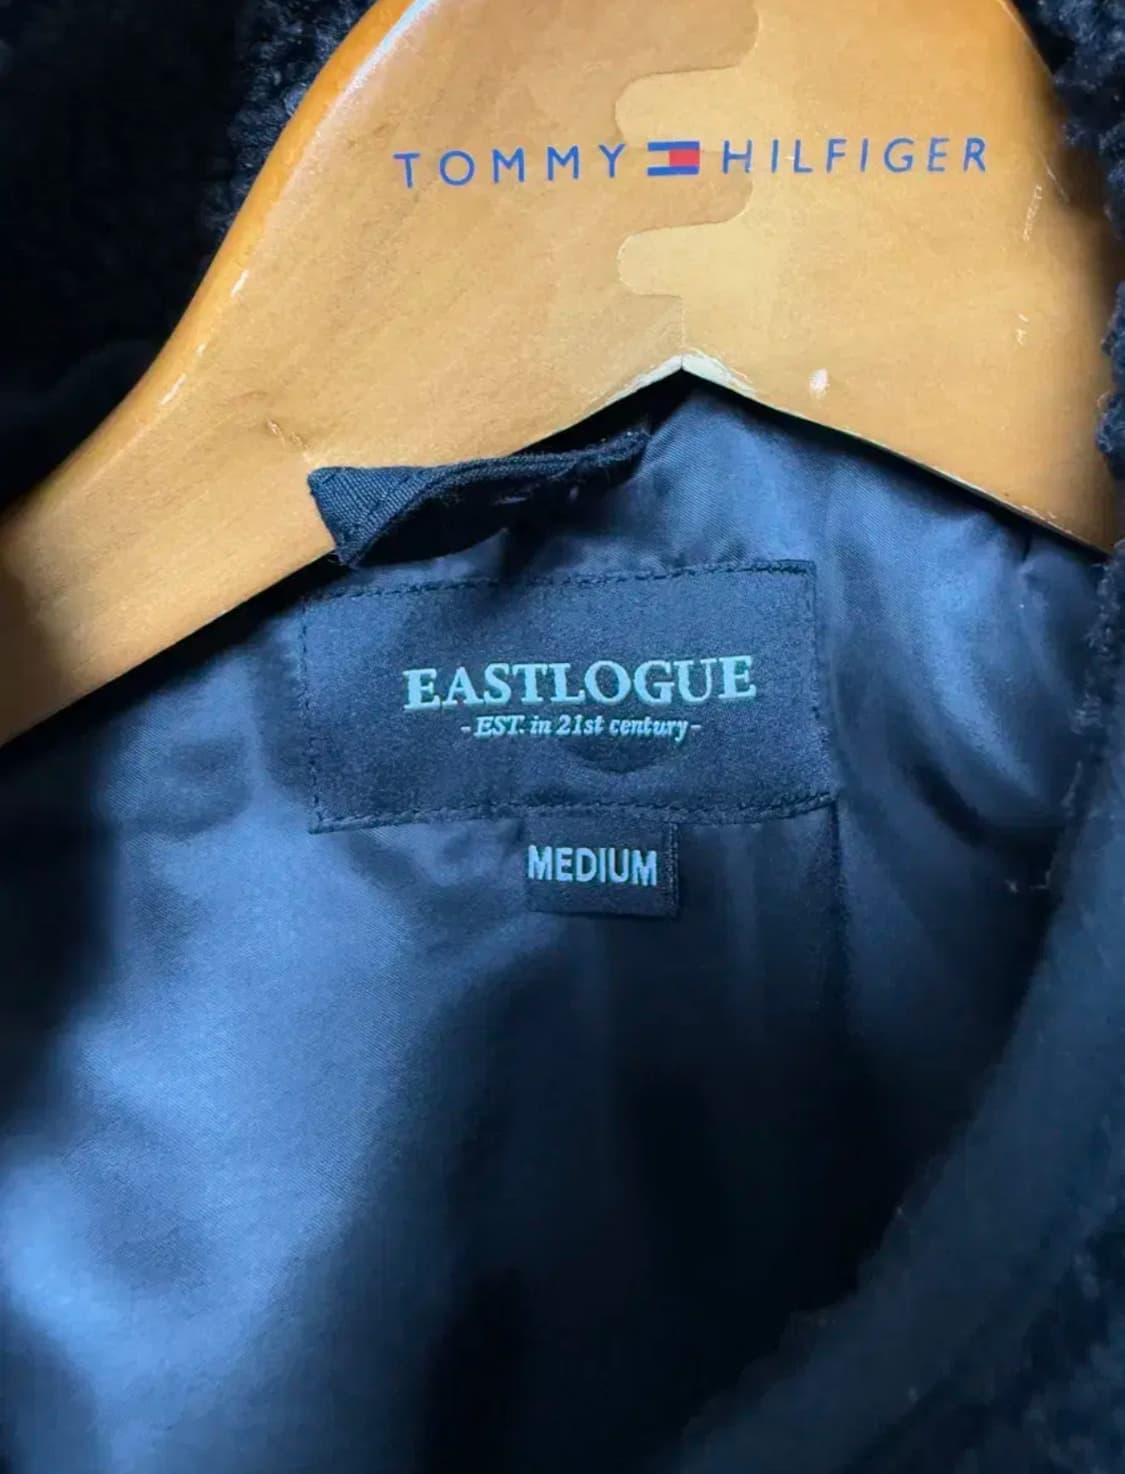 TOMMY HILFIGER
EASTLOGUE
-EST. in 21st century-
MEDIUM